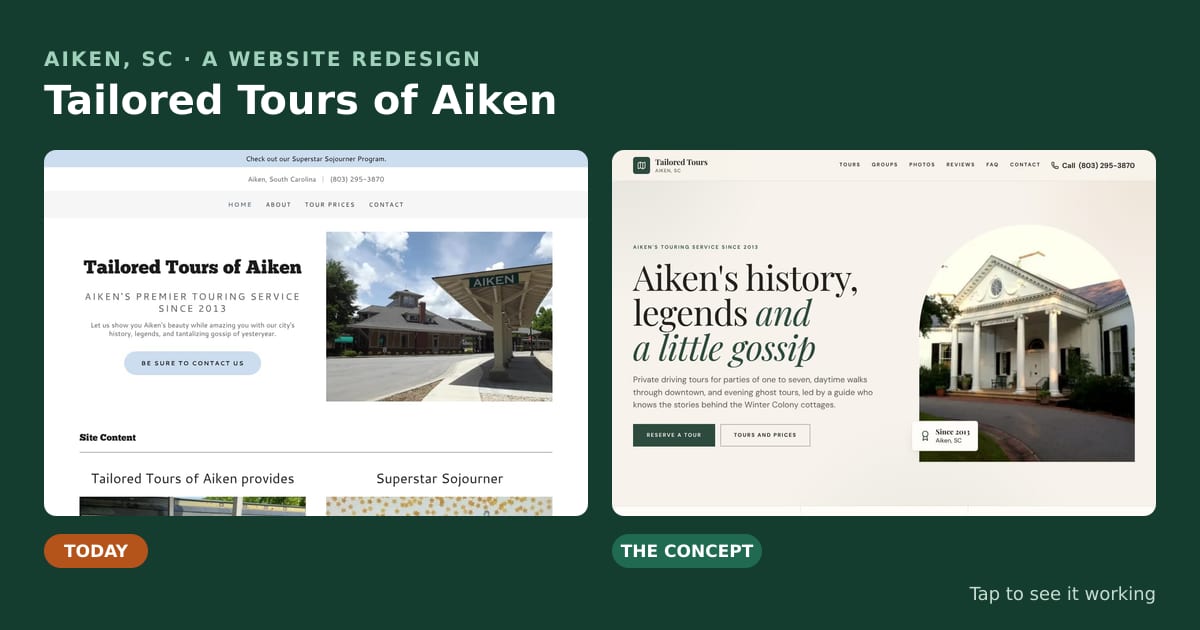 AIKEN, SC · A WEBSITE REDESIGN
Tailored Tours of Aiken
Check out our Superstar Sojourner Program.
Aiken, South Carolina | (803) 295-3870
HOME ABOUT TOUR PRICES CONTACT
Tailored Tours of Aiken
AIKEN'S PREMIER TOURING SERVICE
SINCE 2013
Let us show you Aiken's beauty while amazing you with our city's
history, legends, and tantalizing gossip of yesteryear.
BE SURE TO CONTACT US
AIKEN
Site Content
Tailored Tours of Aiken provides
Superstar Sojourner
TODAY
Tailored Tours
AIKEN, SC
TOURS GROUPS PHOTOS REVIEWS FAQ CONTACT Call (803) 295-3870
AIKEN'S TOURING SERVICE SINCE 2013
Aiken's history,
legends and
a little gossip
Private driving tours for parties of one to seven, daytime walks
through downtown, and evening ghost tours, led by a guide who
knows the stories behind the Winter Colony cottages.
RESERVE A TOUR
TOURS AND PRICES
Since 2013
Aiken, SC
THE CONCEPT
Tap to see it working